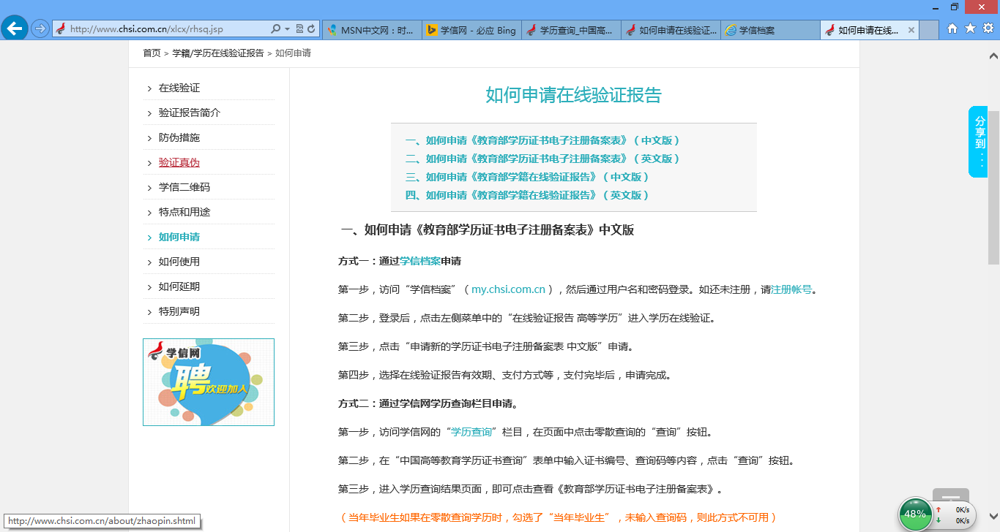 http://www.chsi.com.cn/xlcx/rhsq.jsp
MSN中文网：时...
学信网 - 必应 Bing
学历查询_中国高...
如何申请在线验证...
学信档案
如何申请在线...
首页 > 学籍/学历在线验证报告 > 如何申请
在线验证
验证报告简介
防伪措施
验证真伪
学信二维码
特点和用途
如何申请
如何使用
如何延期
特别声明
学信网
聘
欢迎加入
如何申请在线验证报告
一、如何申请《教育部学历证书电子注册备案表》（中文版）
二、如何申请《教育部学历证书电子注册备案表》（英文版）
三、如何申请《教育部学籍在线验证报告》（中文版）
四、如何申请《教育部学籍在线验证报告》（英文版）
一、如何申请《教育部学历证书电子注册备案表》中文版
方式一：通过学信档案申请
第一步，访问“学信档案”（my.chsi.com.cn），然后通过用户名和密码登录。如还未注册，请注册帐号。
第二步，登录后，点击左侧菜单中的“在线验证报告 高等学历”进入学历在线验证。
第三步，点击“申请新的学历证书电子注册备案表 中文版”申请。
第四步，选择在线验证报告有效期、支付方式等，支付完毕后，申请完成。
方式二：通过学信网学历查询栏目申请。
第一步，访问学信网的“学历查询”栏目，在页面中点击零散查询的“查询”按钮。
第二步，在“中国高等教育学历证书查询”表单中输入证书编号、查询码等内容，点击“查询”按钮。
第三步，进入学历查询结果页面，即可点击查看《教育部学历证书电子注册备案表》。
（当年毕业生如果在零散查询学历时，勾选了“当年毕业生”，未输入查询码，则此方式不可用）
分享到：
48%
0K/s
0K/s
http://www.chsi.com.cn/about/zhaopin.shtml